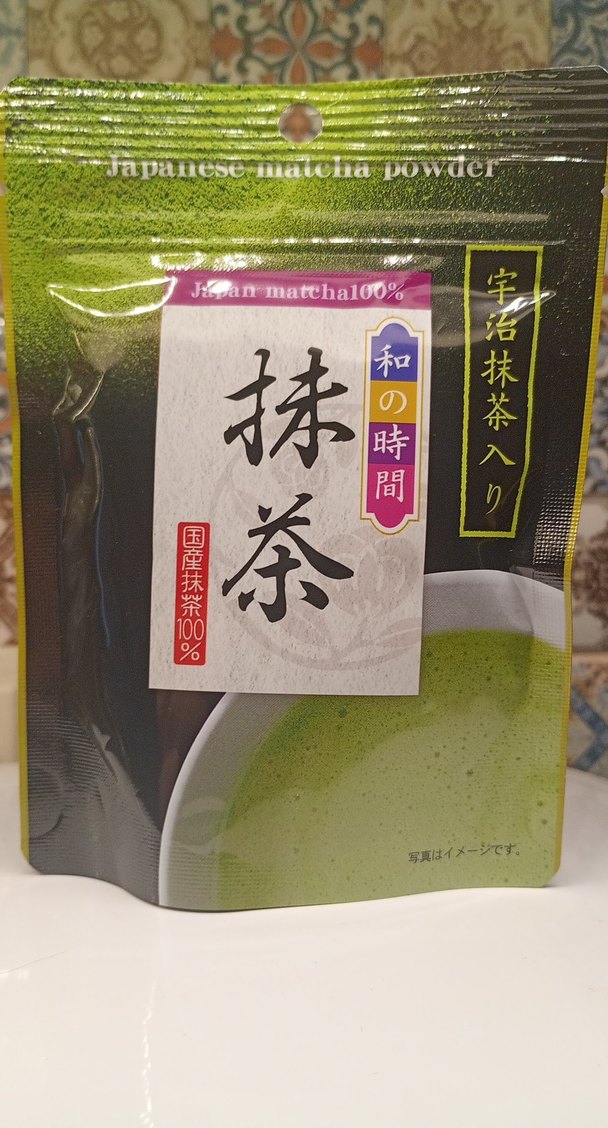 Japanese matcha powder
Japan matcha100%
宇治抹茶入り
和の時間
抹茶
国産抹茶100%
写真はイメージです。